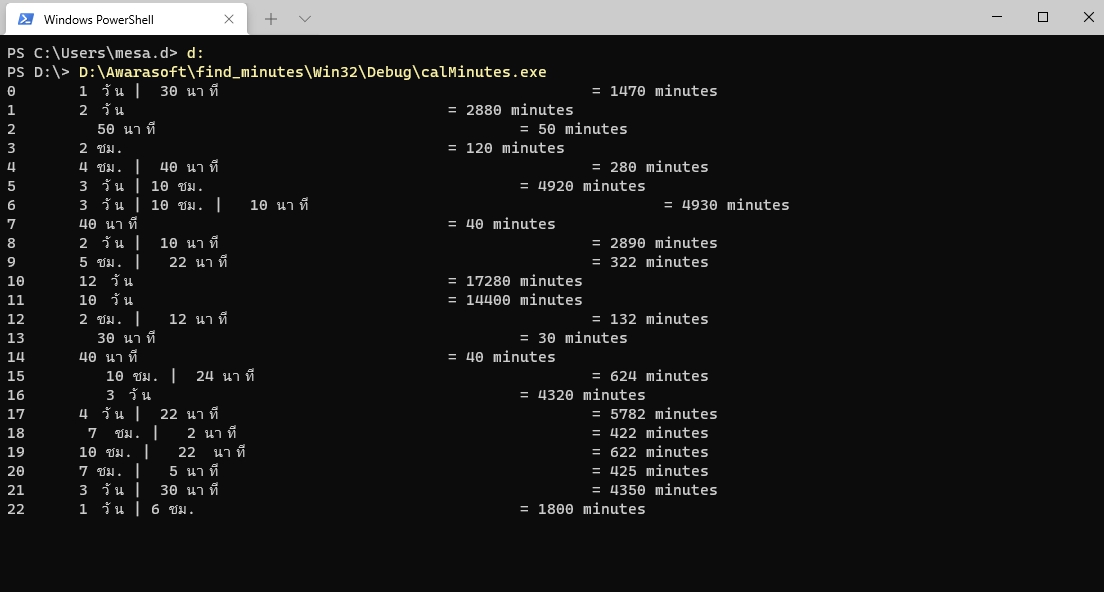 Windows PowerShell
PS C:\Users\mesa.d> d:
PS D:\> D:\Awarasoft\find_minutes\Win32\Debug\calMinutes.exe
0 1 วัน | 30 นาที = 1470 minutes
1 2 วัน = 2880 minutes
2 50 นาที = 50 minutes
3 2 ชม. = 120 minutes
4 4 ชม. | 40 นาที = 280 minutes
5 3 วัน | 10 ชม. = 4920 minutes
6 3 วัน | 10 ชม. | 10 นาที = 4930 minutes
7 40 นาที = 40 minutes
8 2 วัน | 10 นาที = 2890 minutes
9 5 ชม. | 22 นาที = 322 minutes
10 12 วัน = 17280 minutes
11 10 วัน = 14400 minutes
12 2 ชม. | 12 นาที = 132 minutes
13 30 นาที = 30 minutes
14 40 นาที = 40 minutes
15 10 ชม. | 24 นาที = 624 minutes
16 3 วัน = 4320 minutes
17 4 วัน | 22 นาที = 5782 minutes
18 7 ชม. | 2 นาที = 422 minutes
19 10 ชม. | 22 นาที = 622 minutes
20 7 ชม. | 5 นาที = 425 minutes
21 3 วัน | 30 นาที = 4350 minutes
22 1 วัน | 6 ชม. = 1800 minutes